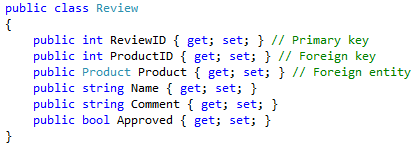 public class Review
{
    public int ReviewID { get; set; } // Primary key
    public int ProductID { get; set; } // Foreign key
    public Product Product { get; set; } // Foreign entity
    public string Name { get; set; }
    public string Comment { get; set; }
    public bool Approved { get; set; }
}